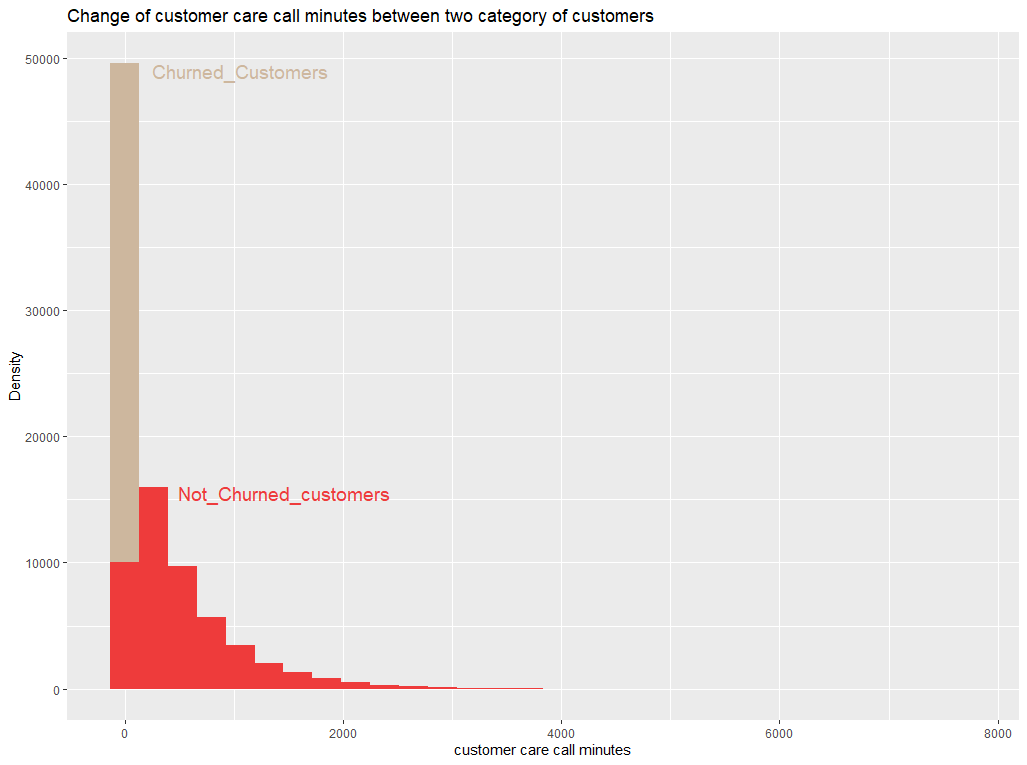 Change of customer care call minutes between two category of customers
50000
Churned_Customers
40000
30000
Density
20000
Not_Churned_customers
10000
0
0 2000 4000 6000 8000
customer care call minutes